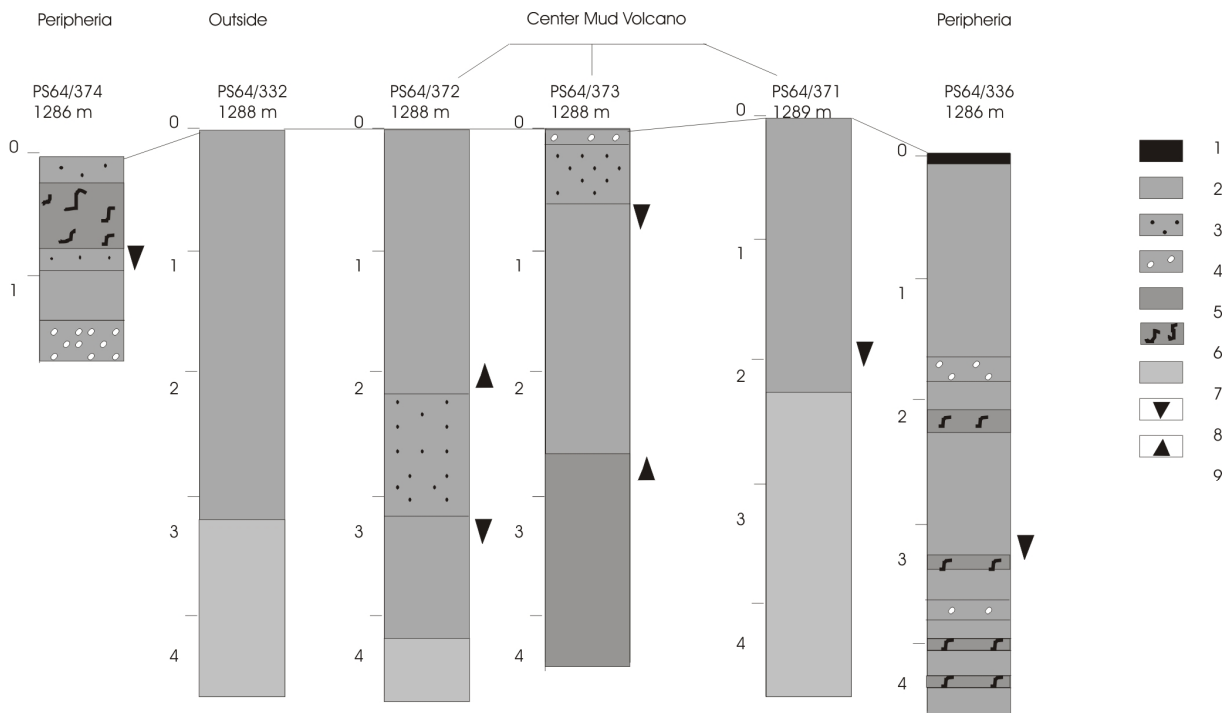 Peripheria Outside Center Mud Volcano Peripheria
PS64/374 PS64/332 PS64/372 PS64/373 PS64/371 PS64/336
1286 m 1288 m 1288 m 1288 m 1289 m 1286 m
0 0 0 0 0 0
1 1 1 1 1 1
2 2 2 2 2
3 3 3 3 3
4 4 4 4 4
1
2
3
4
5
6
7
8
9